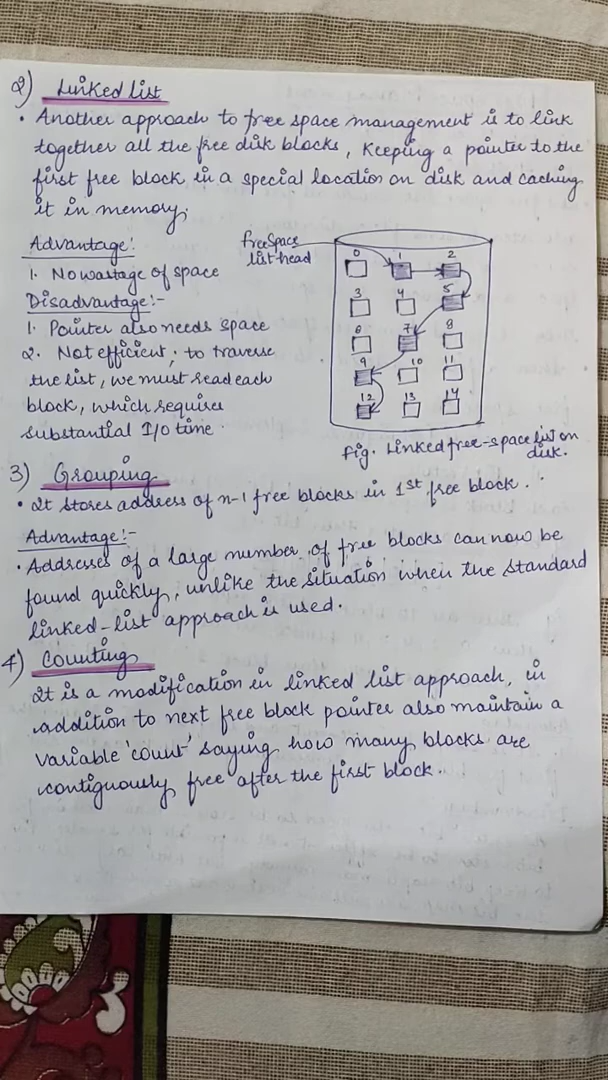 2) Linked list
• Another approach to free space management is to link
together all the free disk blocks, keeping a pointer to the
first free block in a special location on disk and caching
it in memory.
Advantage:
1. No wastage of space
Disadvantage:-
1. Pointer also needs space
2. Not efficient; to traverse
the list, we must read each
block, which requires
substantial I/O time.
free space
list-head
0 1 2
3 4 5
6 7 8
9 10 11
12 13 14
fig. Linked free-space list on
disk.
3) Grouping
• It stores address of n-1 free blocks in 1st free block.
Advantage:-
• Addresses of a large number of free blocks can now be
found quickly, unlike the situation when the standard
linked-list approach is used.
4) Counting
It is a modification in linked list approach, in
addition to next free block pointer also maintain a
variable 'count' saying how many blocks are
contiguously free after the first block.